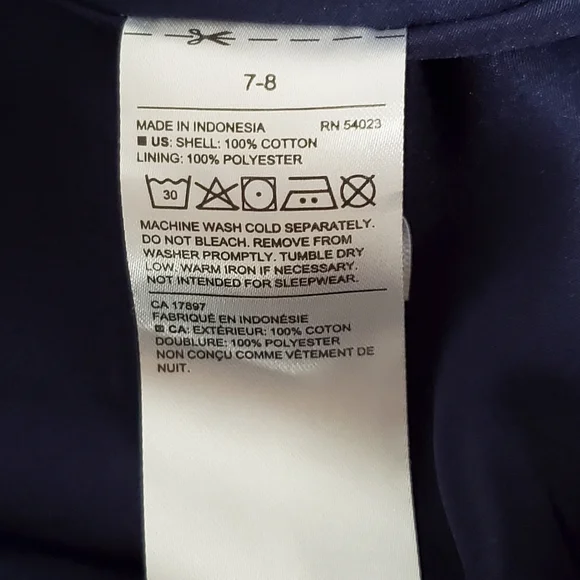 7-8
MADE IN INDONESIA RN 54023
US: SHELL: 100% COTTON
LINING: 100% POLYESTER
30
MACHINE WASH COLD SEPARATELY.
DO NOT BLEACH. REMOVE FROM
WASHER PROMPTLY. TUMBLE DRY
LOW. WARM IRON IF NECESSARY.
NOT INTENDED FOR SLEEPWEAR.
CA 17897
FABRIQUÉ EN INDONÉSIE
CA: EXTÉRIEUR: 100% COTON
DOUBLURE: 100% POLYESTER
NON CONÇU COMME VÊTEMENT DE
NUIT.